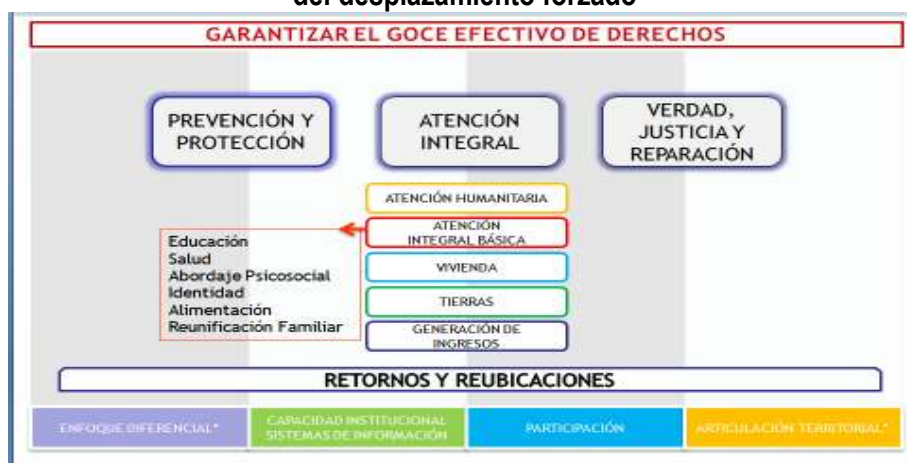 del desplazamiento forzado
GARANTIZAR EL GOCE EFECTIVO DE DERECHOS
PREVENCIÓN Y
PROTECCIÓN
ATENCIÓN
INTEGRAL
VERDAD,
JUSTICIA Y
REPARACIÓN
ATENCIÓN HUMANITARIA
ATENCIÓN
INTEGRAL BÁSICA
VIVIENDA
TIERRAS
GENERACIÓN DE
INGRESOS
Educación
Salud
Abordaje Psicosocial
Identidad
Alimentación
Reunificación Familiar
RETORNOS Y REUBICACIONES
ENFOQUE DIFERENCIAL*
CAPACIDAD INSTITUCIONAL
SISTEMAS DE INFORMACIÓN
PARTICIPACIÓN
ARTICULACIÓN TERRITORIAL*